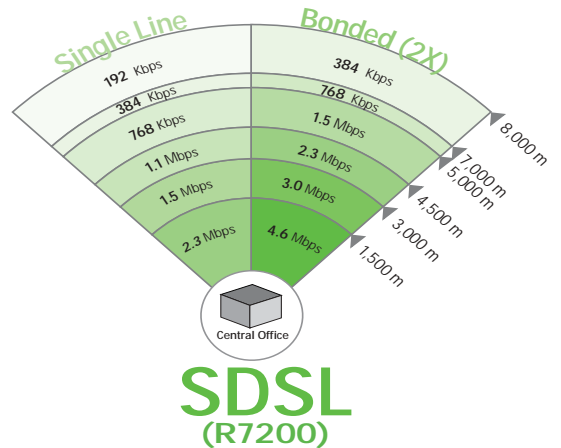 Single Line
Bonded (2X)
192 Kbps
384 Kbps
384 Kbps
768 Kbps
768 Kbps
1.5 Mbps
1.1 Mbps
2.3 Mbps
1.5 Mbps
3.0 Mbps
2.3 Mbps
4.6 Mbps
8,000 m
7,000 m
5,000 m
4,500 m
3,000 m
1,500 m
Central Office
SDSL
(R7200)